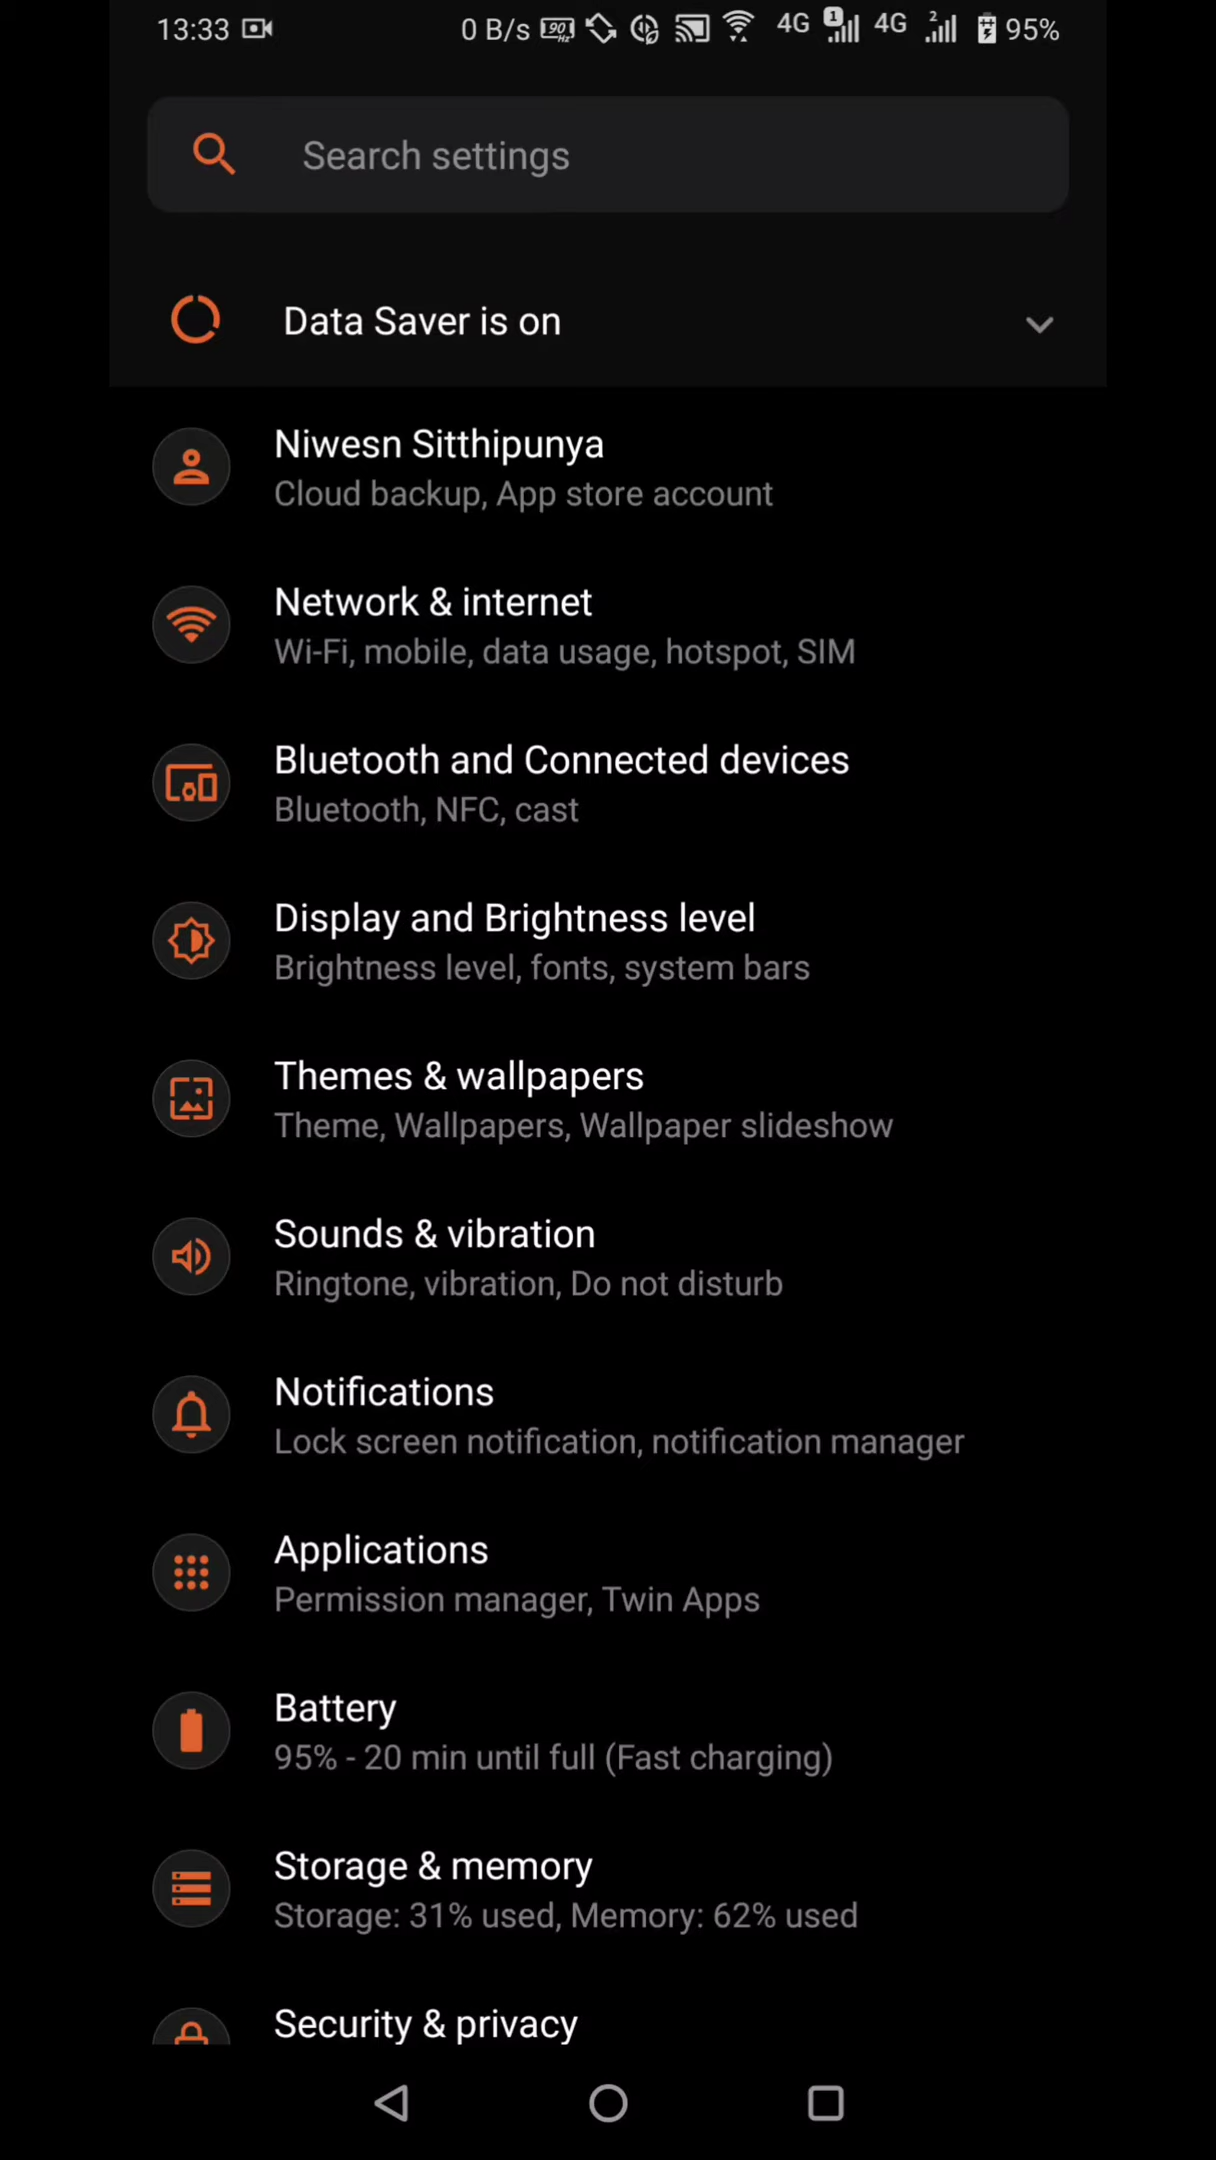 13:33 0 B/s 90Hz 4G 1 4G 2 95%
Search settings
Data Saver is on
Niwesn Sitthipunya
Cloud backup, App store account
Network & internet
Wi-Fi, mobile, data usage, hotspot, SIM
Bluetooth and Connected devices
Bluetooth, NFC, cast
Display and Brightness level
Brightness level, fonts, system bars
Themes & wallpapers
Theme, Wallpapers, Wallpaper slideshow
Sounds & vibration
Ringtone, vibration, Do not disturb
Notifications
Lock screen notification, notification manager
Applications
Permission manager, Twin Apps
Battery
95% - 20 min until full (Fast charging)
Storage & memory
Storage: 31% used, Memory: 62% used
Security & privacy